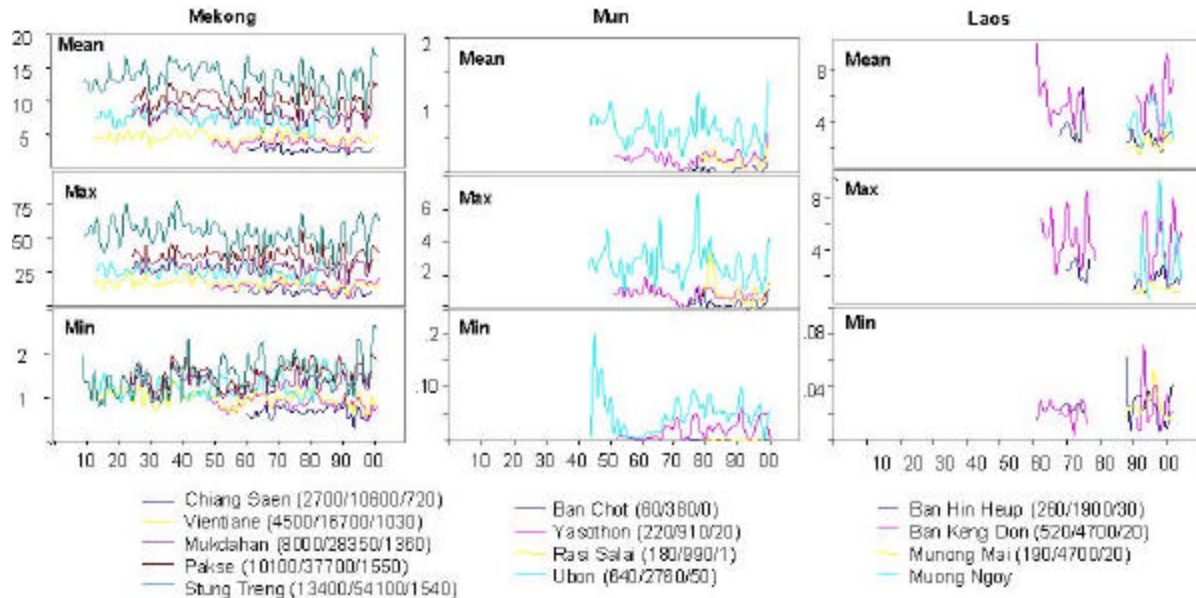 Mekong
20
Mean
15
10
5
Max
75
50
25
Min
2
1
10 20 30 40 50 60 70 80 90 00
Chiang Saen (2700/10600/720)
Vientiane (4500/16700/1030)
Mukdahan (8000/28350/1360)
Pakse (10100/37700/1550)
Stung Treng (13400/54100/1540)
Mun
2
Mean
1
Max
6
4
2
Min
.2
.10
10 20 30 40 50 60 70 80 90 00
Ban Chot (60/360/0)
Yasothon (220/910/20)
Rasi Salai (180/990/1)
Ubon (640/2760/50)
Laos
Mean
8
4
Max
8
4
Min
.08
.04
10 20 30 40 50 60 70 80 90 00
Ban Hin Heup (260/1900/30)
Ban Keng Don (520/4700/20)
Munong Mai (190/4700/20)
Muong Ngoy